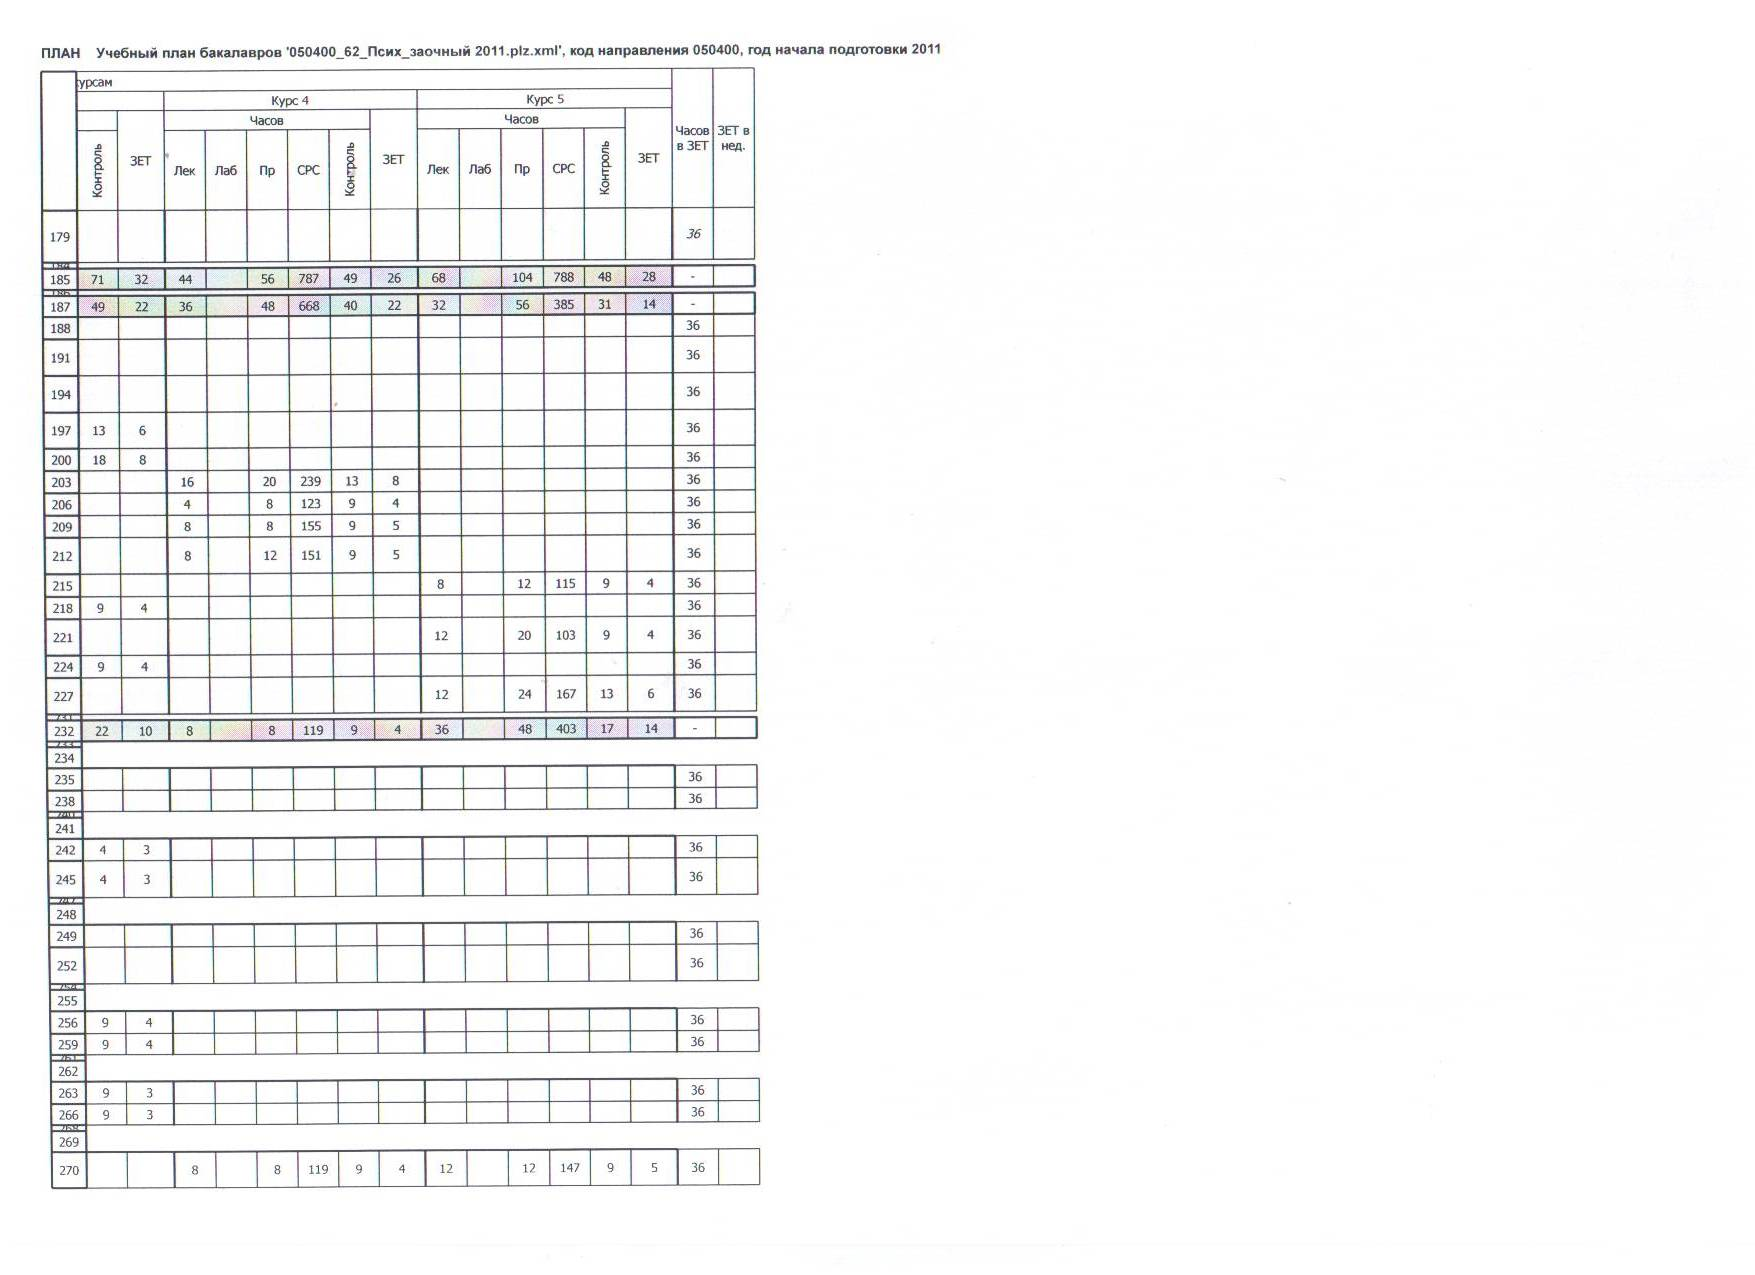 ПЛАН Учебный план бакалавров '050400_62_Псих_заочный 2011.plz.xml', код направления 050400, год начала подготовки 2011
урсам
Курс 4 Курс 5
Часов Часов Часов в ЗЕТ ЗЕТ в нед.
Контроль ЗЕТ Лек Лаб Пр СРС Контроль ЗЕТ Лек Лаб Пр СРС Контроль ЗЕТ
179 36
184
185 71 32 44 56 787 49 26 68 104 788 48 28 -
186
187 49 22 36 48 668 40 22 32 56 385 31 14 -
188 36
191 36
194 36
197 13 6 36
200 18 8 36
203 16 20 239 13 8 36
206 4 8 123 9 4 36
209 8 8 155 9 5 36
212 8 12 151 9 5 36
215 8 12 115 9 4 36
218 9 4 36
221 12 20 103 9 4 36
224 9 4 36
227 12 24 167 13 6 36
231
232 22 10 8 8 119 9 4 36 48 403 17 14 -
233
234
235 36
238 36
240
241
242 4 3 36
245 4 3 36
247
248
249 36
252 36
254
255
256 9 4 36
259 9 4 36
261
262
263 9 3 36
266 9 3 36
268
269
270 8 8 119 9 4 12 12 147 9 5 36